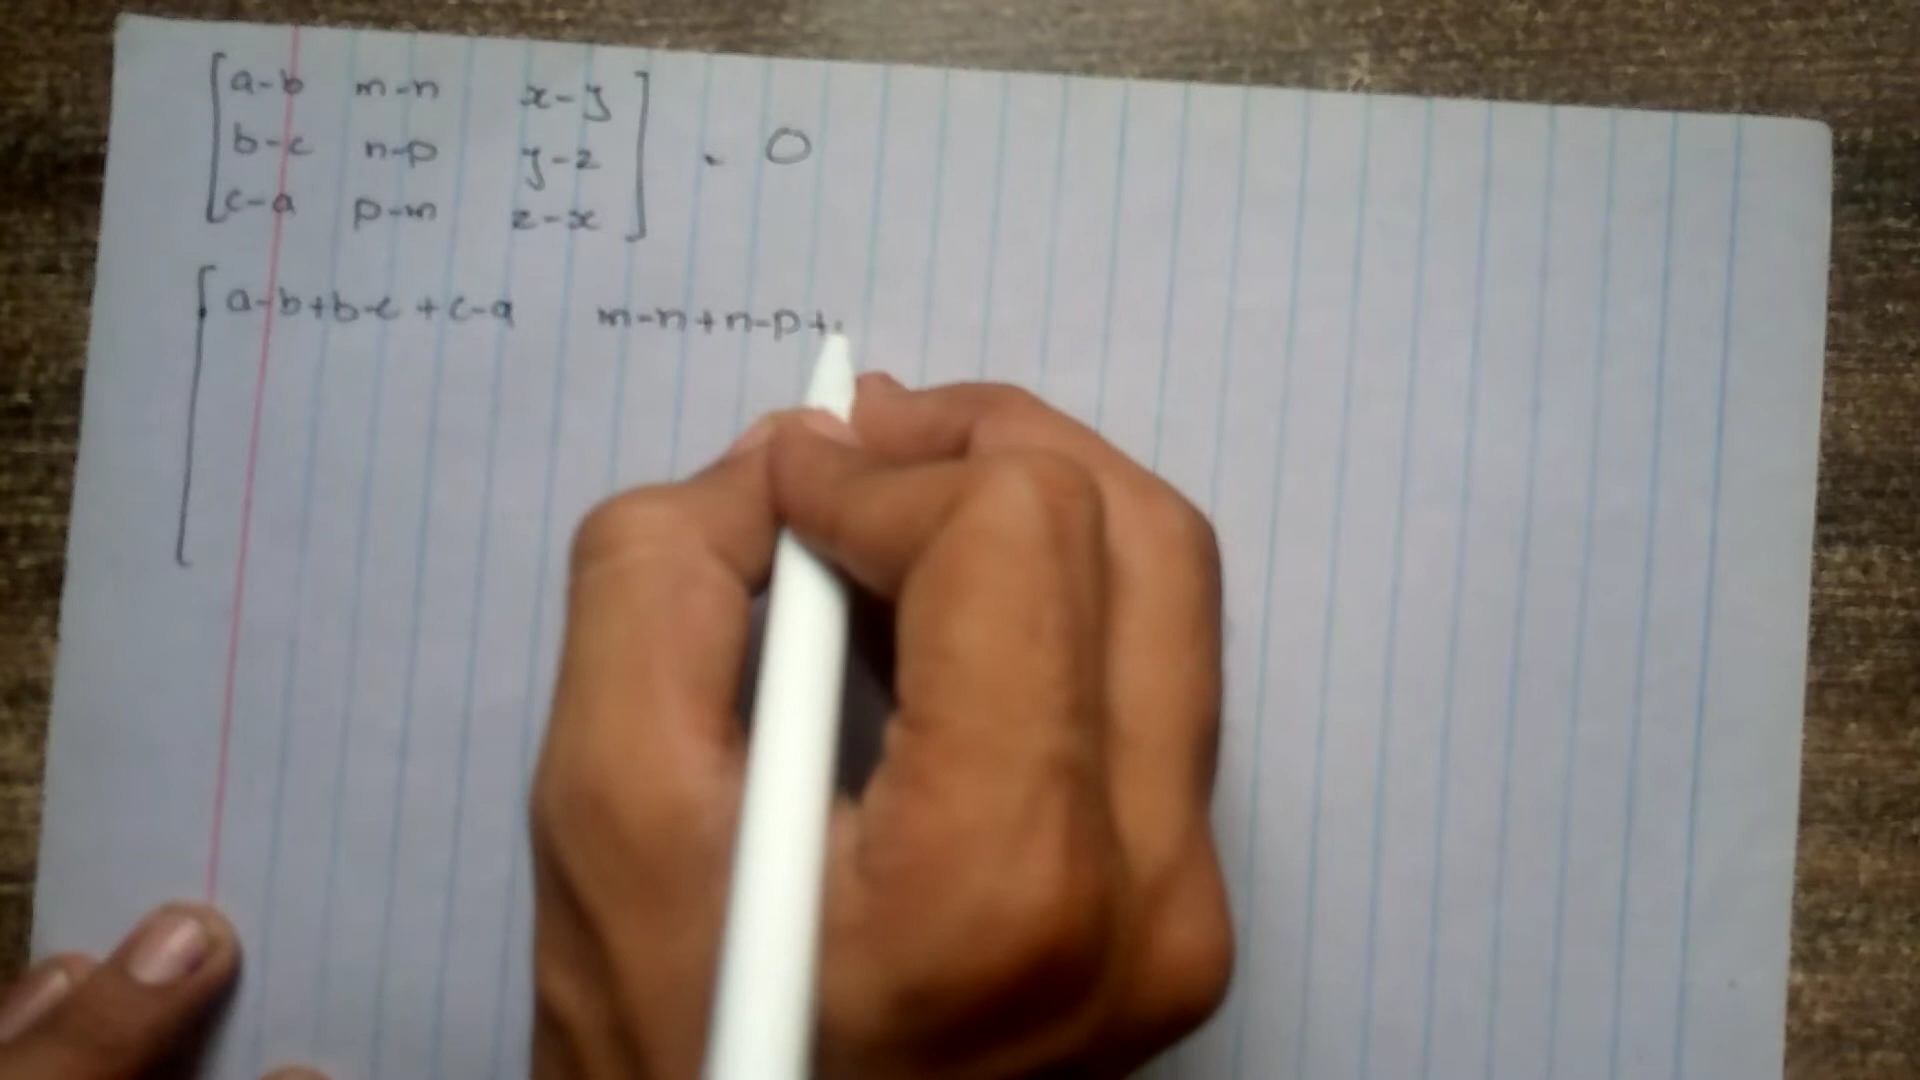 a-b m-n x-y
b-c n-p y-z = 0
c-a p-m z-x
a-b+b-c+c-a m-n+n-p+